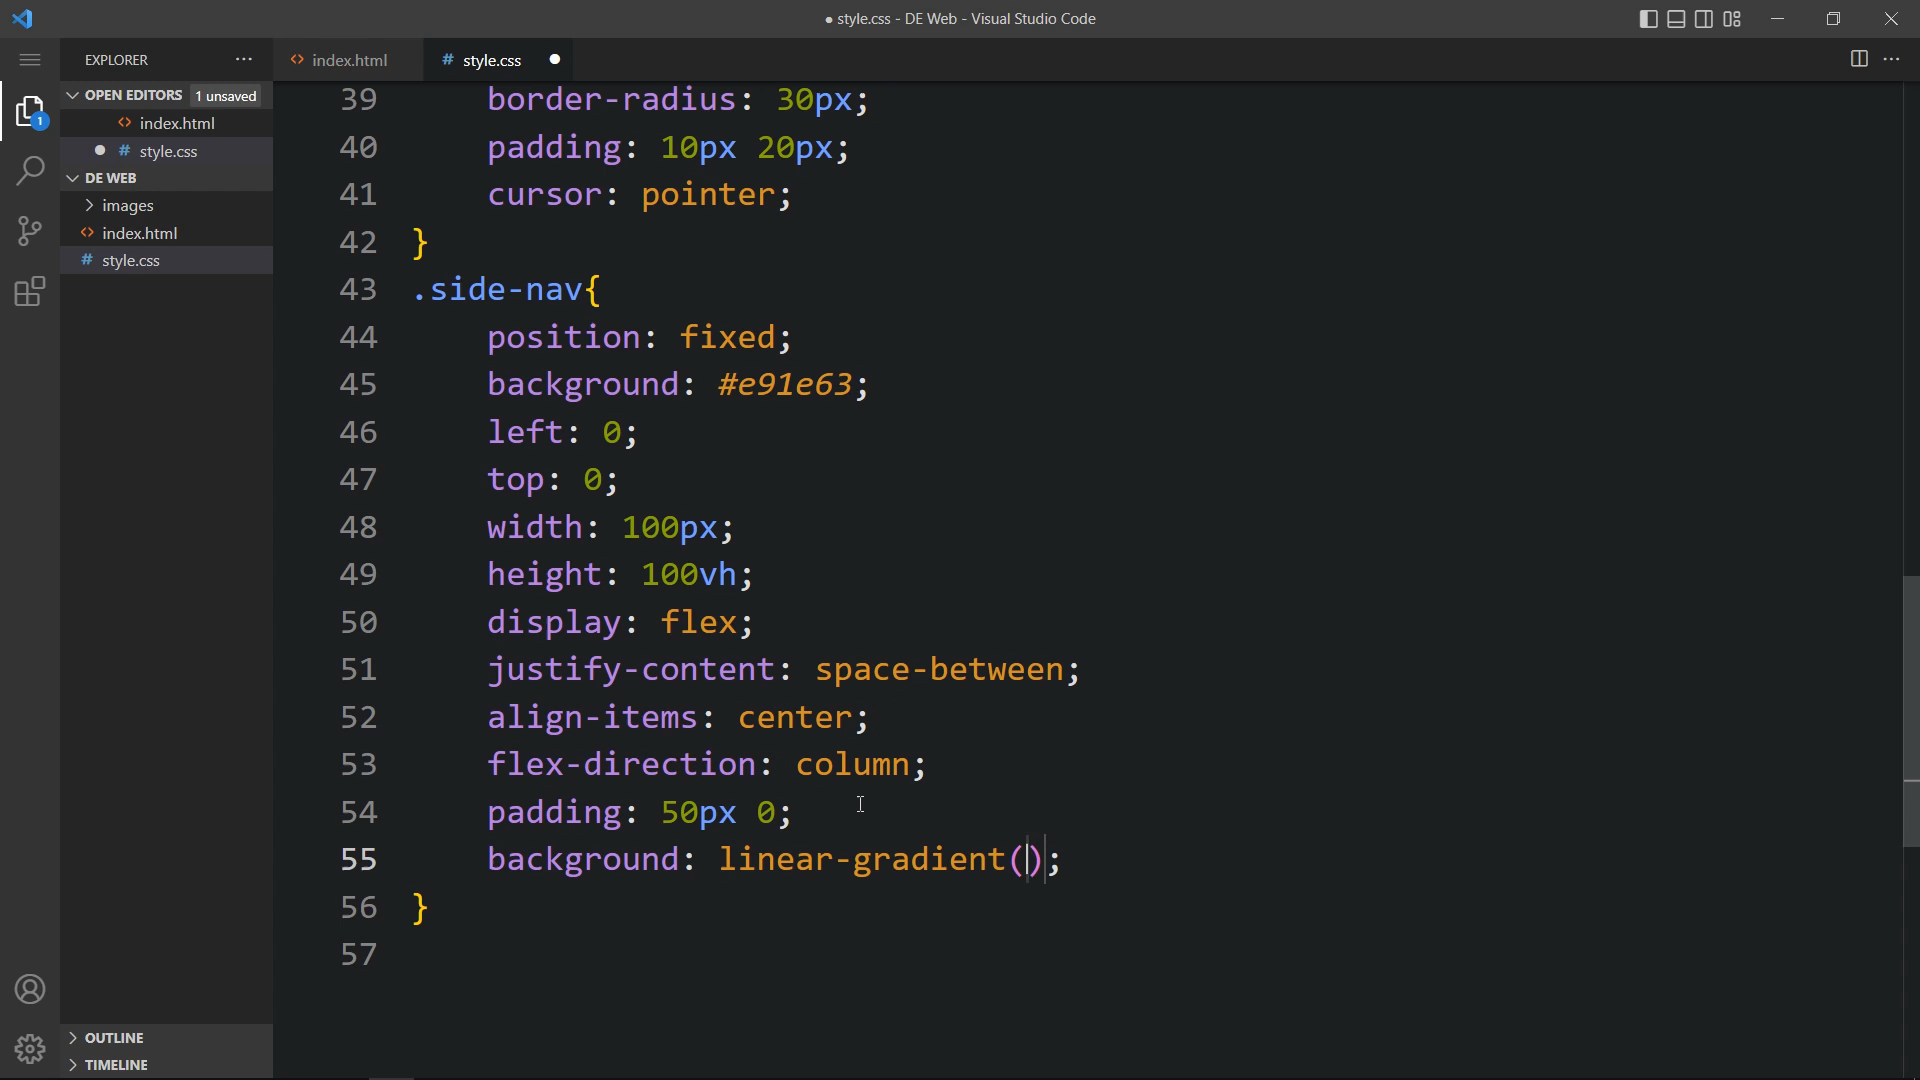 ● style.css - DE Web - Visual Studio Code
EXPLORER
···
<> index.html
# style.css ●
OPEN EDITORS
1 unsaved
<> index.html
● # style.css
DE WEB
images
<> index.html
# style.css
1
OUTLINE
TIMELINE
39 border-radius: 30px;
40 padding: 10px 20px;
41 cursor: pointer;
42 }
43 .side-nav{
44 position: fixed;
45 background: #e91e63;
46 left: 0;
47 top: 0;
48 width: 100px;
49 height: 100vh;
50 display: flex;
51 justify-content: space-between;
52 align-items: center;
53 flex-direction: column;
54 padding: 50px 0;
55 background: linear-gradient();
56 }
57